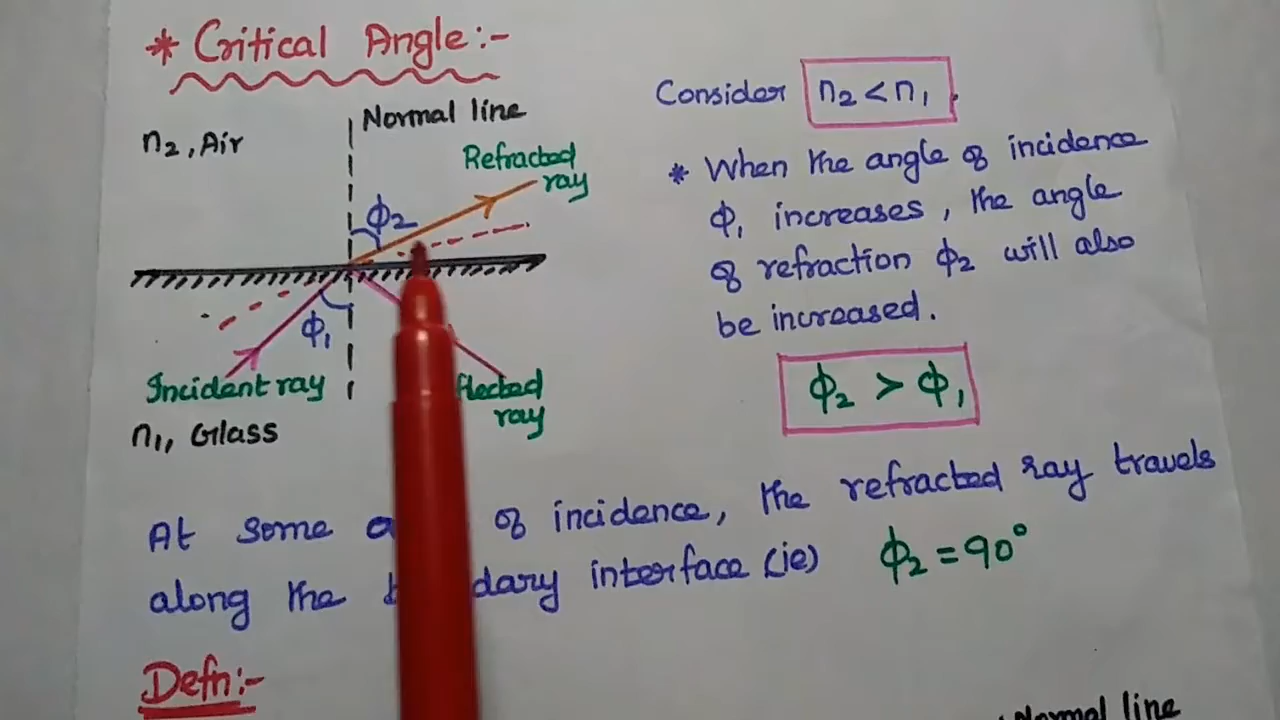 * Critical Angle:-
n2, Air
Normal line
Refracted
ray
ϕ2
ϕ1
Incident ray
flected
ray
n1, Glass
Consider n2 < n1.
* When the angle of incidence
ϕ1 increases, the angle
of refraction ϕ2 will also
be increased.
ϕ2 > ϕ1
At some of incidence, the refracted ray travels
along the dary interface (ie) ϕ2 = 90°
Defn:-
Normal line